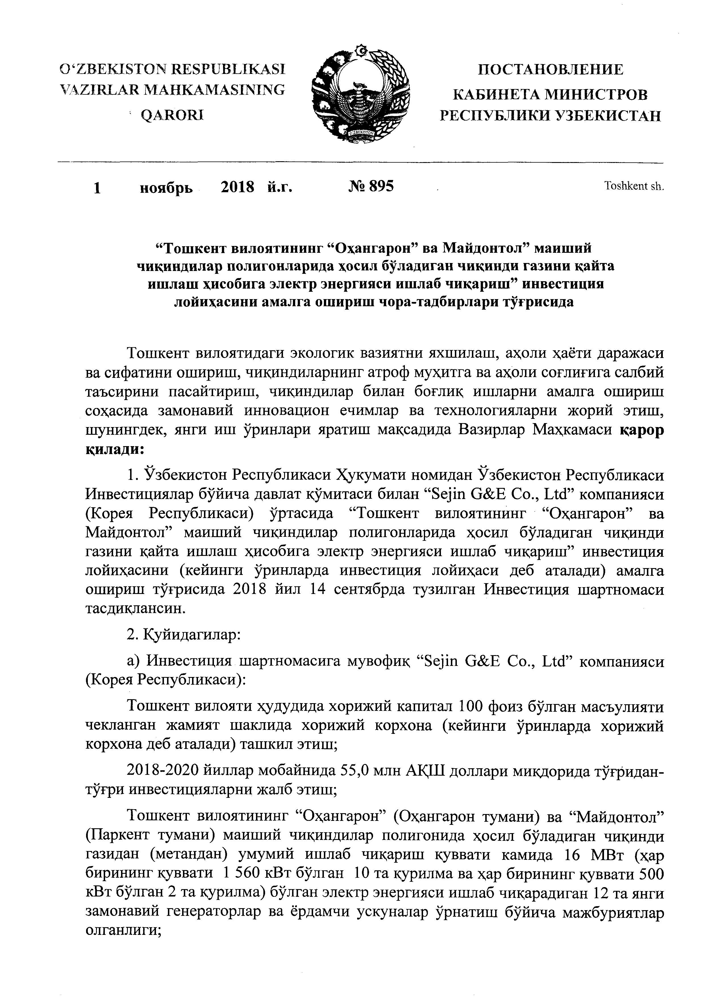 O‘ZBEKISTON RESPUBLIKASI
VAZIRLAR MAHKAMASINING
QARORI
O‘ZBEKISTON
ПОСТАНОВЛЕНИЕ
КАБИНЕТА МИНИСТРОВ
РЕСПУБЛИКИ УЗБЕКИСТАН
1 ноябрь 2018 й.г. № 895 Toshkent sh.
“Тошкент вилоятининг “Оҳангарон” ва Майдонтол” маиший
чиқиндилар полигонларида ҳосил бўладиган чиқинди газини қайта
ишлаш ҳисобига электр энергияси ишлаб чиқариш” инвестиция
лойиҳасини амалга ошириш чора-тадбирлари тўғрисида
Тошкент вилоятидаги экологик вазиятни яхшилаш, аҳоли ҳаёти даражаси
ва сифатини ошириш, чиқиндиларнинг атроф муҳитга ва аҳоли соғлиғига салбий
таъсирини пасайтириш, чиқиндилар билан боғлиқ ишларни амалга ошириш
соҳасида замонавий инновацион ечимлар ва технологияларни жорий этиш,
шунингдек, янги иш ўринлари яратиш мақсадида Вазирлар Маҳкамаси қарор
қилади:
1. Ўзбекистон Республикаси Ҳукумати номидан Ўзбекистон Республикаси
Инвестициялар бўйича давлат қўмитаси билан “Sejin G&E Co., Ltd” компанияси
(Корея Республикаси) ўртасида “Тошкент вилоятининг “Оҳангарон” ва
Майдонтол” маиший чиқиндилар полигонларида ҳосил бўладиган чиқинди
газини қайта ишлаш ҳисобига электр энергияси ишлаб чиқариш” инвестиция
лойиҳасини (кейинги ўринларда инвестиция лойиҳаси деб аталади) амалга
ошириш тўғрисида 2018 йил 14 сентябрда тузилган Инвестиция шартномаси
тасдиқлансин.
2. Қуйидагилар:
а) Инвестиция шартномасига мувофиқ “Sejin G&E Co., Ltd” компанияси
(Корея Республикаси):
Тошкент вилояти ҳудудида хорижий капитал 100 фоиз бўлган масъулияти
чекланган жамият шаклида хорижий корхона (кейинги ўринларда хорижий
корхона деб аталади) ташкил этиш;
2018-2020 йиллар мобайнида 55,0 млн АҚШ доллари миқдорида тўғридан-
тўғри инвестицияларни жалб этиш;
Тошкент вилоятининг “Оҳангарон” (Оҳангарон тумани) ва “Майдонтол”
(Паркент тумани) маиший чиқиндилар полигонида ҳосил бўладиган чиқинди
газидан (метандан) умумий ишлаб чиқариш қуввати камида 16 МВт (ҳар
бирининг қуввати 1 560 кВт бўлган 10 та қурилма ва ҳар бирининг қуввати 500
кВт бўлган 2 та қурилма) бўлган электр энергияси ишлаб чиқарадиган 12 та янги
замонавий генераторлар ва ёрдамчи ускуналар ўрнатиш бўйича мажбуриятлар
олганлиги;